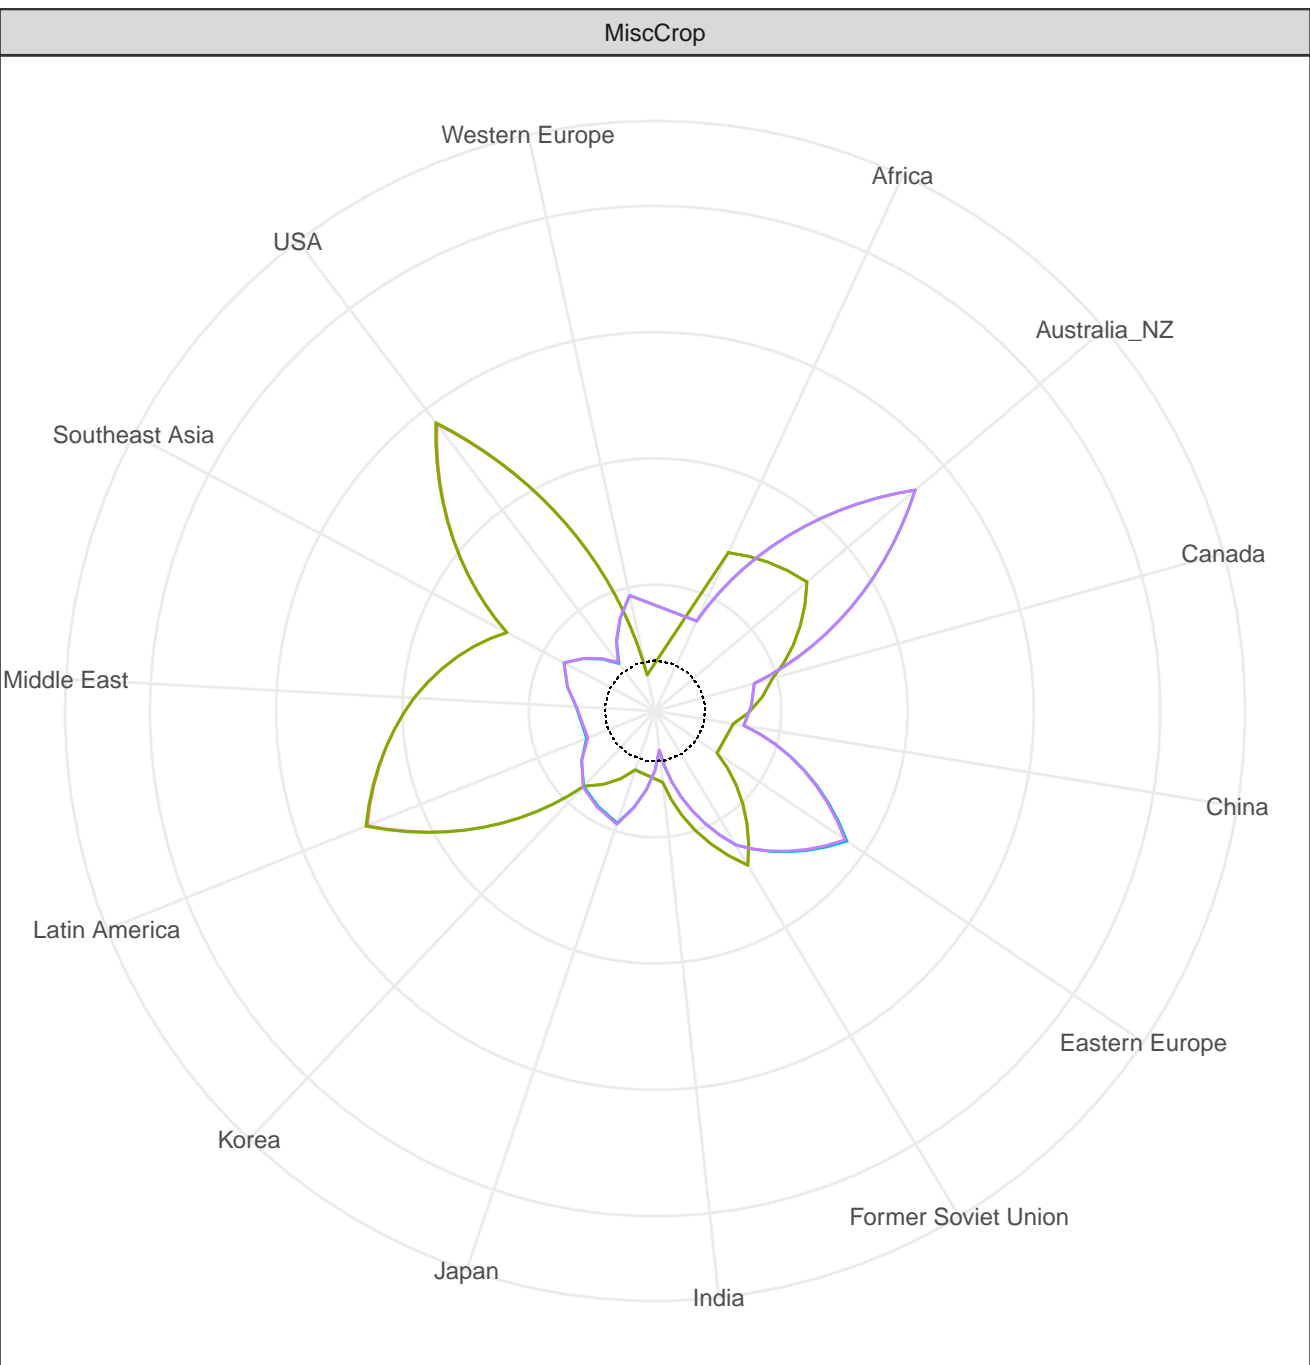 MiscCrop
Western Europe
Africa
USA
Australia_NZ
Southeast Asia
Canada
Middle East
China
Latin America
Eastern Europe
Korea
Former Soviet Union
Japan
India